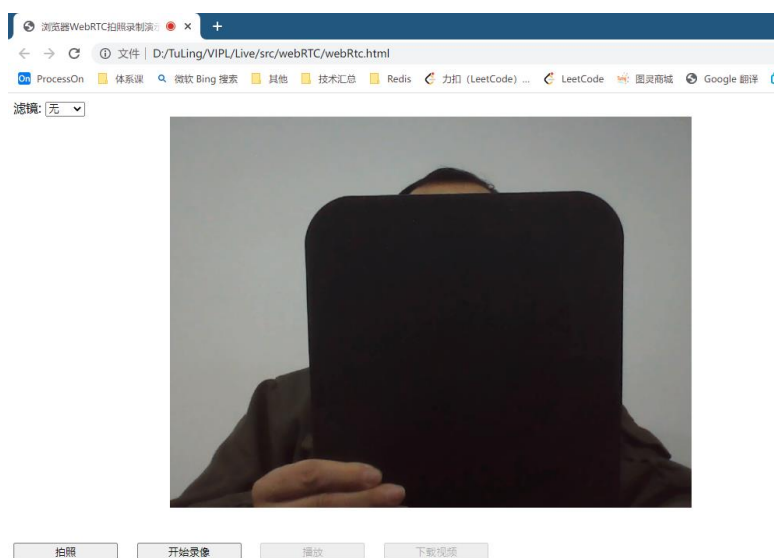 浏览器WebRTC拍照录制演示
文件 D:/TuLing/VIPL/Live/src/webRTC/webRtc.html
On ProcessOn 体系课 微软 Bing 搜索 其他 技术汇总 Redis 力扣 (LeetCode) ... LeetCode 图灵商城 Google 翻译
滤镜: 无
拍照 开始录像 播放 下载视频